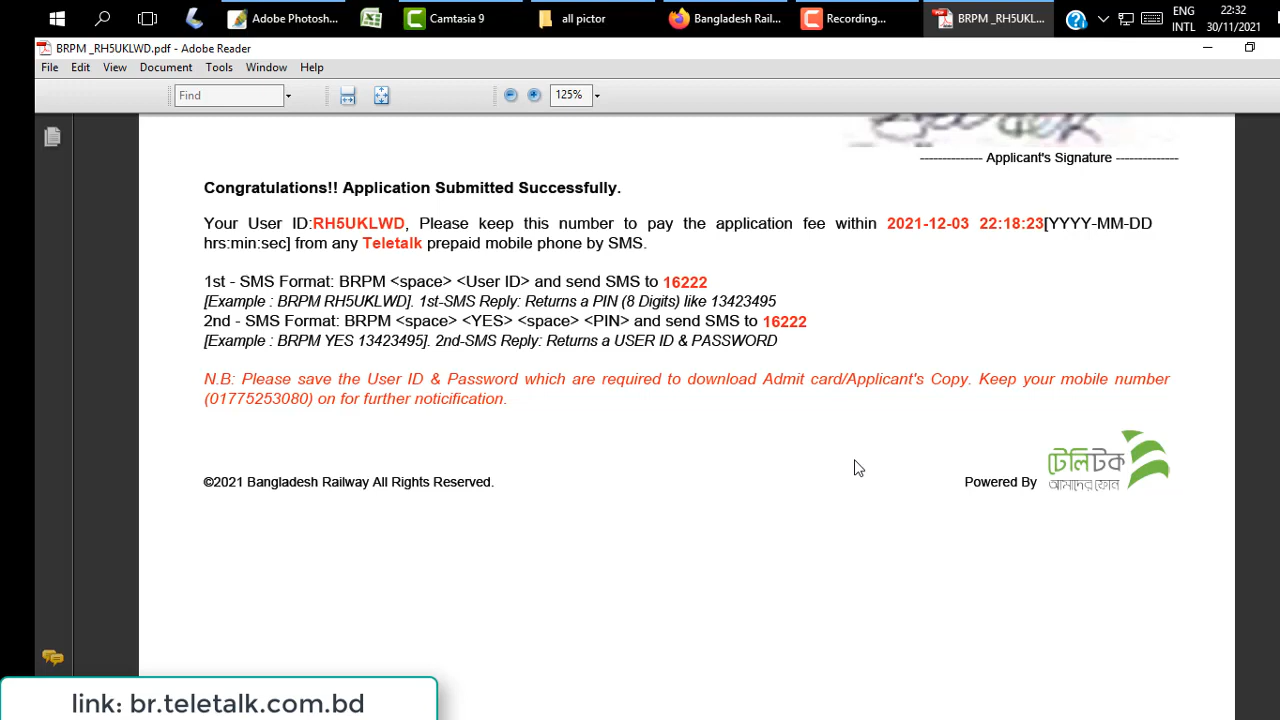 Adobe Photosh...
Camtasia 9
all pictor
Bangladesh Rail...
Recording....
BRPM _RH5UKL...
ENG
INTL
22:32
30/11/2021
BRPM _RH5UKLWD.pdf - Adobe Reader
File Edit View Document Tools Window Help
Find
125%
-------------- Applicant's Signature --------------
Congratulations!! Application Submitted Successfully.
Your User ID:RH5UKLWD, Please keep this number to pay the application fee within 2021-12-03 22:18:23[YYYY-MM-DD
hrs:min:sec] from any Teletalk prepaid mobile phone by SMS.
1st - SMS Format: BRPM <space> <User ID> and send SMS to 16222
[Example : BRPM RH5UKLWD]. 1st-SMS Reply: Returns a PIN (8 Digits) like 13423495
2nd - SMS Format: BRPM <space> <YES> <space> <PIN> and send SMS to 16222
[Example : BRPM YES 13423495]. 2nd-SMS Reply: Returns a USER ID & PASSWORD
N.B: Please save the User ID & Password which are required to download Admit card/Applicant's Copy. Keep your mobile number
(01775253080) on for further noticification.
©2021 Bangladesh Railway All Rights Reserved.
Powered By
টেলিটক
আমাদের ফোন
link: br.teletalk.com.bd